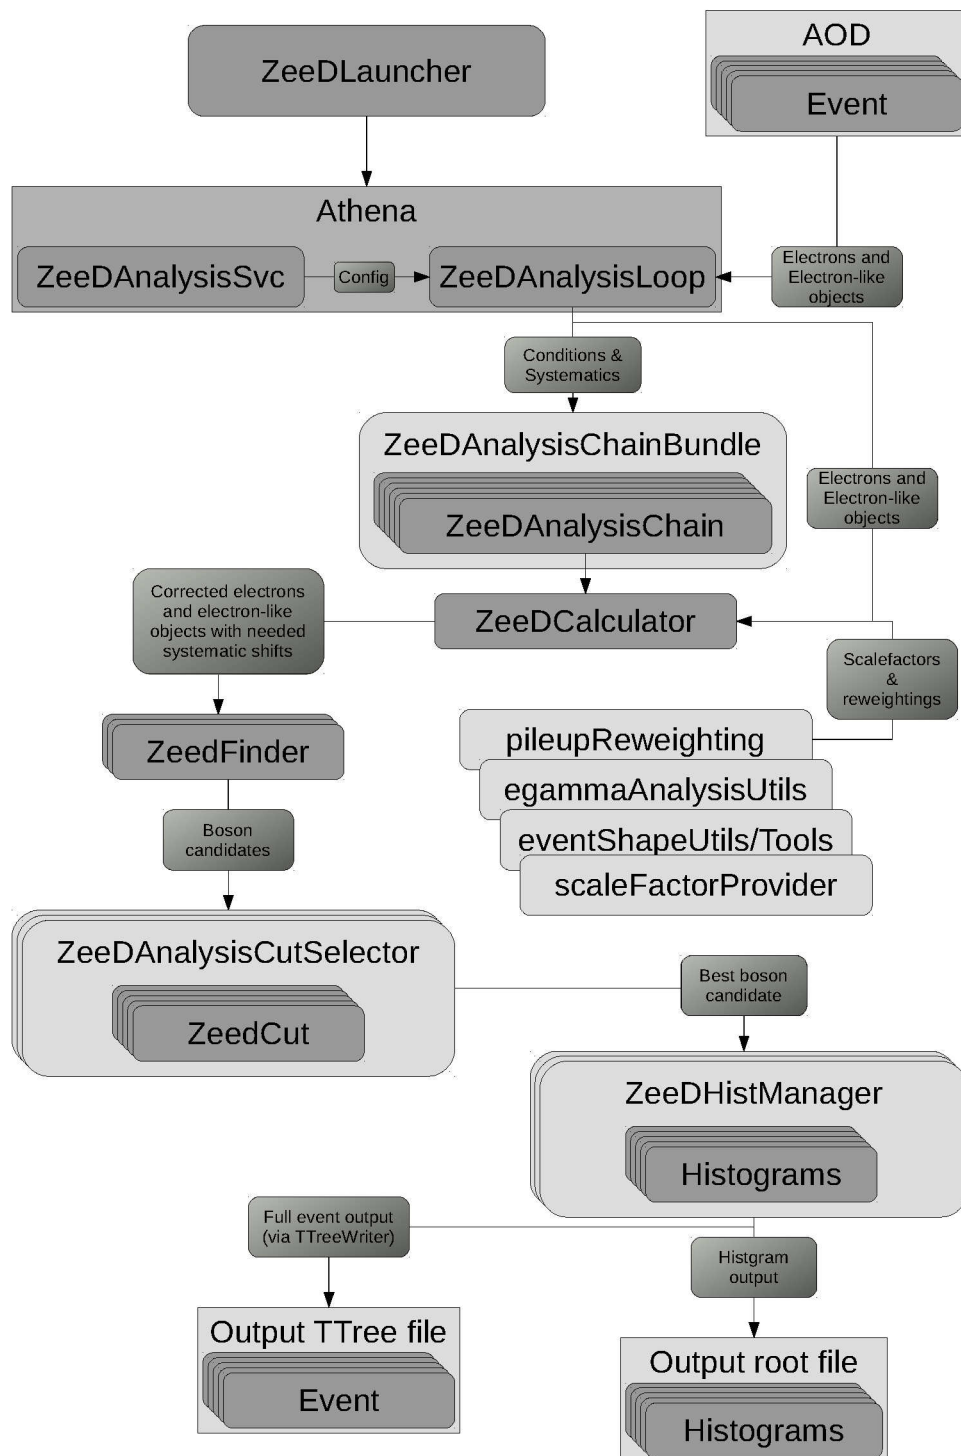 ZeeDLauncher
AOD
Event
Athena
ZeeDAnalysisSvc
Config
ZeeDAnalysisLoop
Electrons and
Electron-like
objects
Conditions &
Systematics
ZeeDAnalysisChainBundle
ZeeDAnalysisChain
Electrons and
Electron-like
objects
Corrected electrons
and electron-like
objects with needed
systematic shifts
ZeeDCalculator
Scalefactors
&
reweightings
ZeedFinder
pileupReweighting
egammaAnalysisUtils
eventShapeUtils/Tools
scaleFactorProvider
Boson
candidates
ZeeDAnalysisCutSelector
ZeedCut
Best boson
candidate
ZeeDHistManager
Histograms
Full event output
(via TTreeWriter)
Histgram
output
Output TTree file
Event
Output root file
Histograms